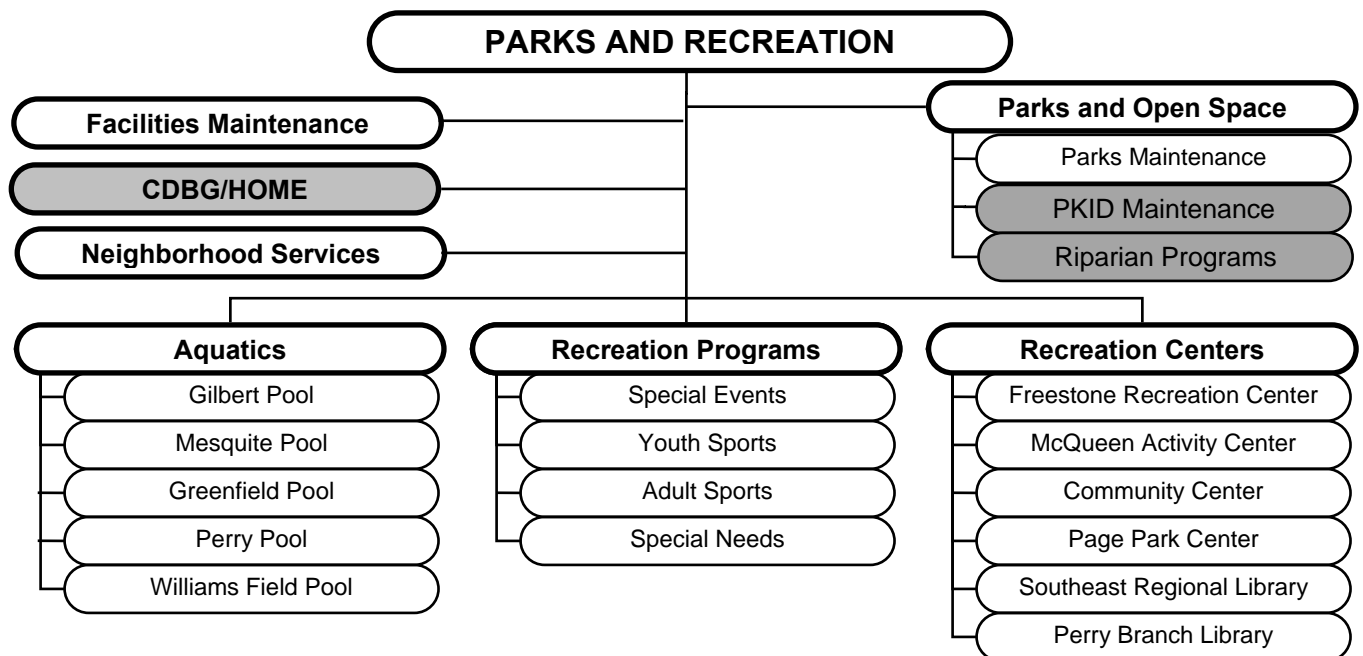 PARKS AND RECREATION
Facilities Maintenance
CDBG/HOME
Neighborhood Services
Parks and Open Space
Parks Maintenance
PKID Maintenance
Riparian Programs
Aquatics
Gilbert Pool
Mesquite Pool
Greenfield Pool
Perry Pool
Williams Field Pool
Recreation Programs
Special Events
Youth Sports
Adult Sports
Special Needs
Recreation Centers
Freestone Recreation Center
McQueen Activity Center
Community Center
Page Park Center
Southeast Regional Library
Perry Branch Library